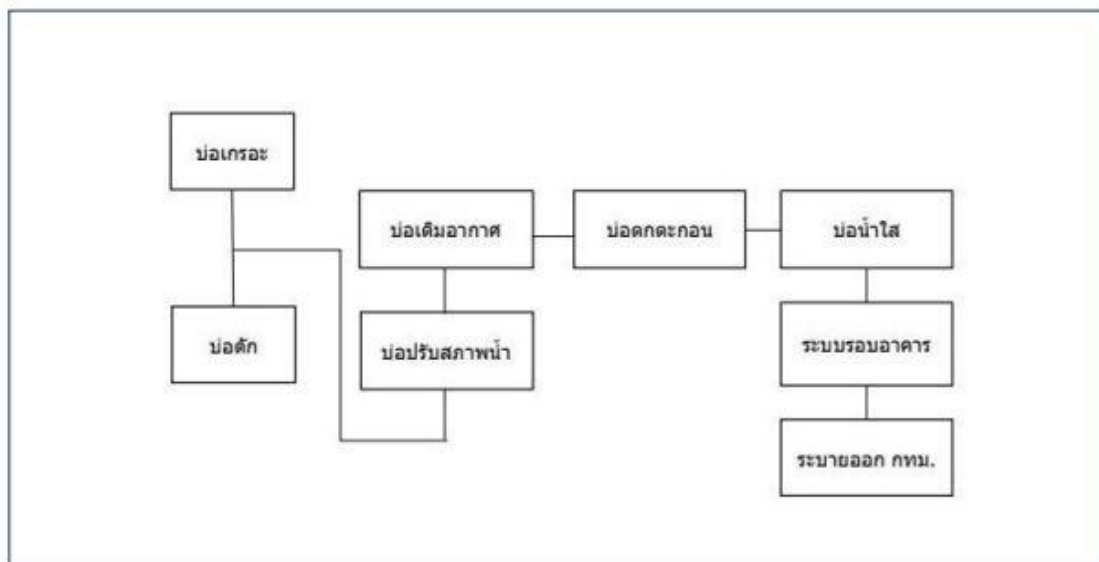 บ่อเกรอะ
บ่อดัก
บ่อปรับสภาพน้ำ
บ่อเติมอากาศ
บ่อตกตะกอน
บ่อน้ำใส
ระบบรอบอาคาร
ระบายออก กทม.